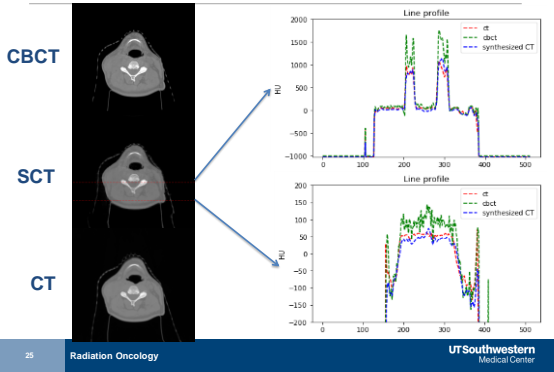 CBCT
SCT
CT
Line profile
2000
1500
1000
500
0
-500
-1000
HU
ct
cbct
synthesized CT
0
100
200
300
400
500
Line profile
200
150
100
50
0
-50
-100
-150
-200
HU
ct
cbct
synthesized CT
0
100
200
300
400
500
25
Radiation Oncology
UTSouthwestern
Medical Center